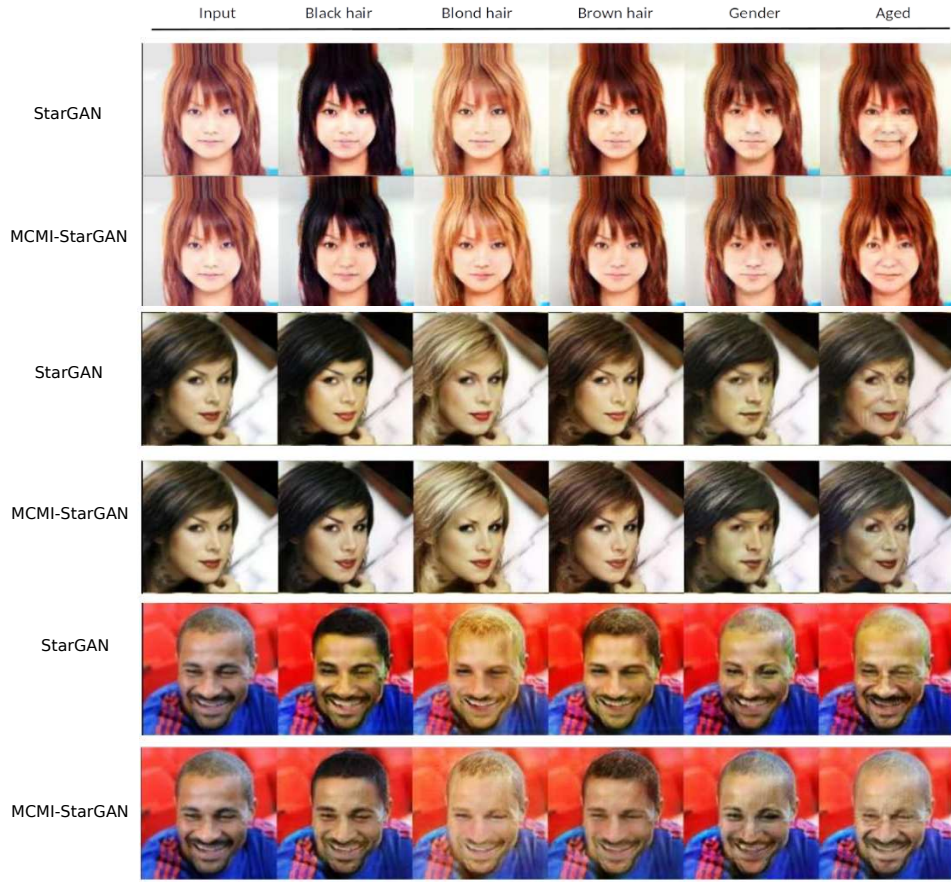 Input Black hair Blond hair Brown hair Gender Aged
StarGAN
MCMI-StarGAN
StarGAN
MCMI-StarGAN
StarGAN
MCMI-StarGAN